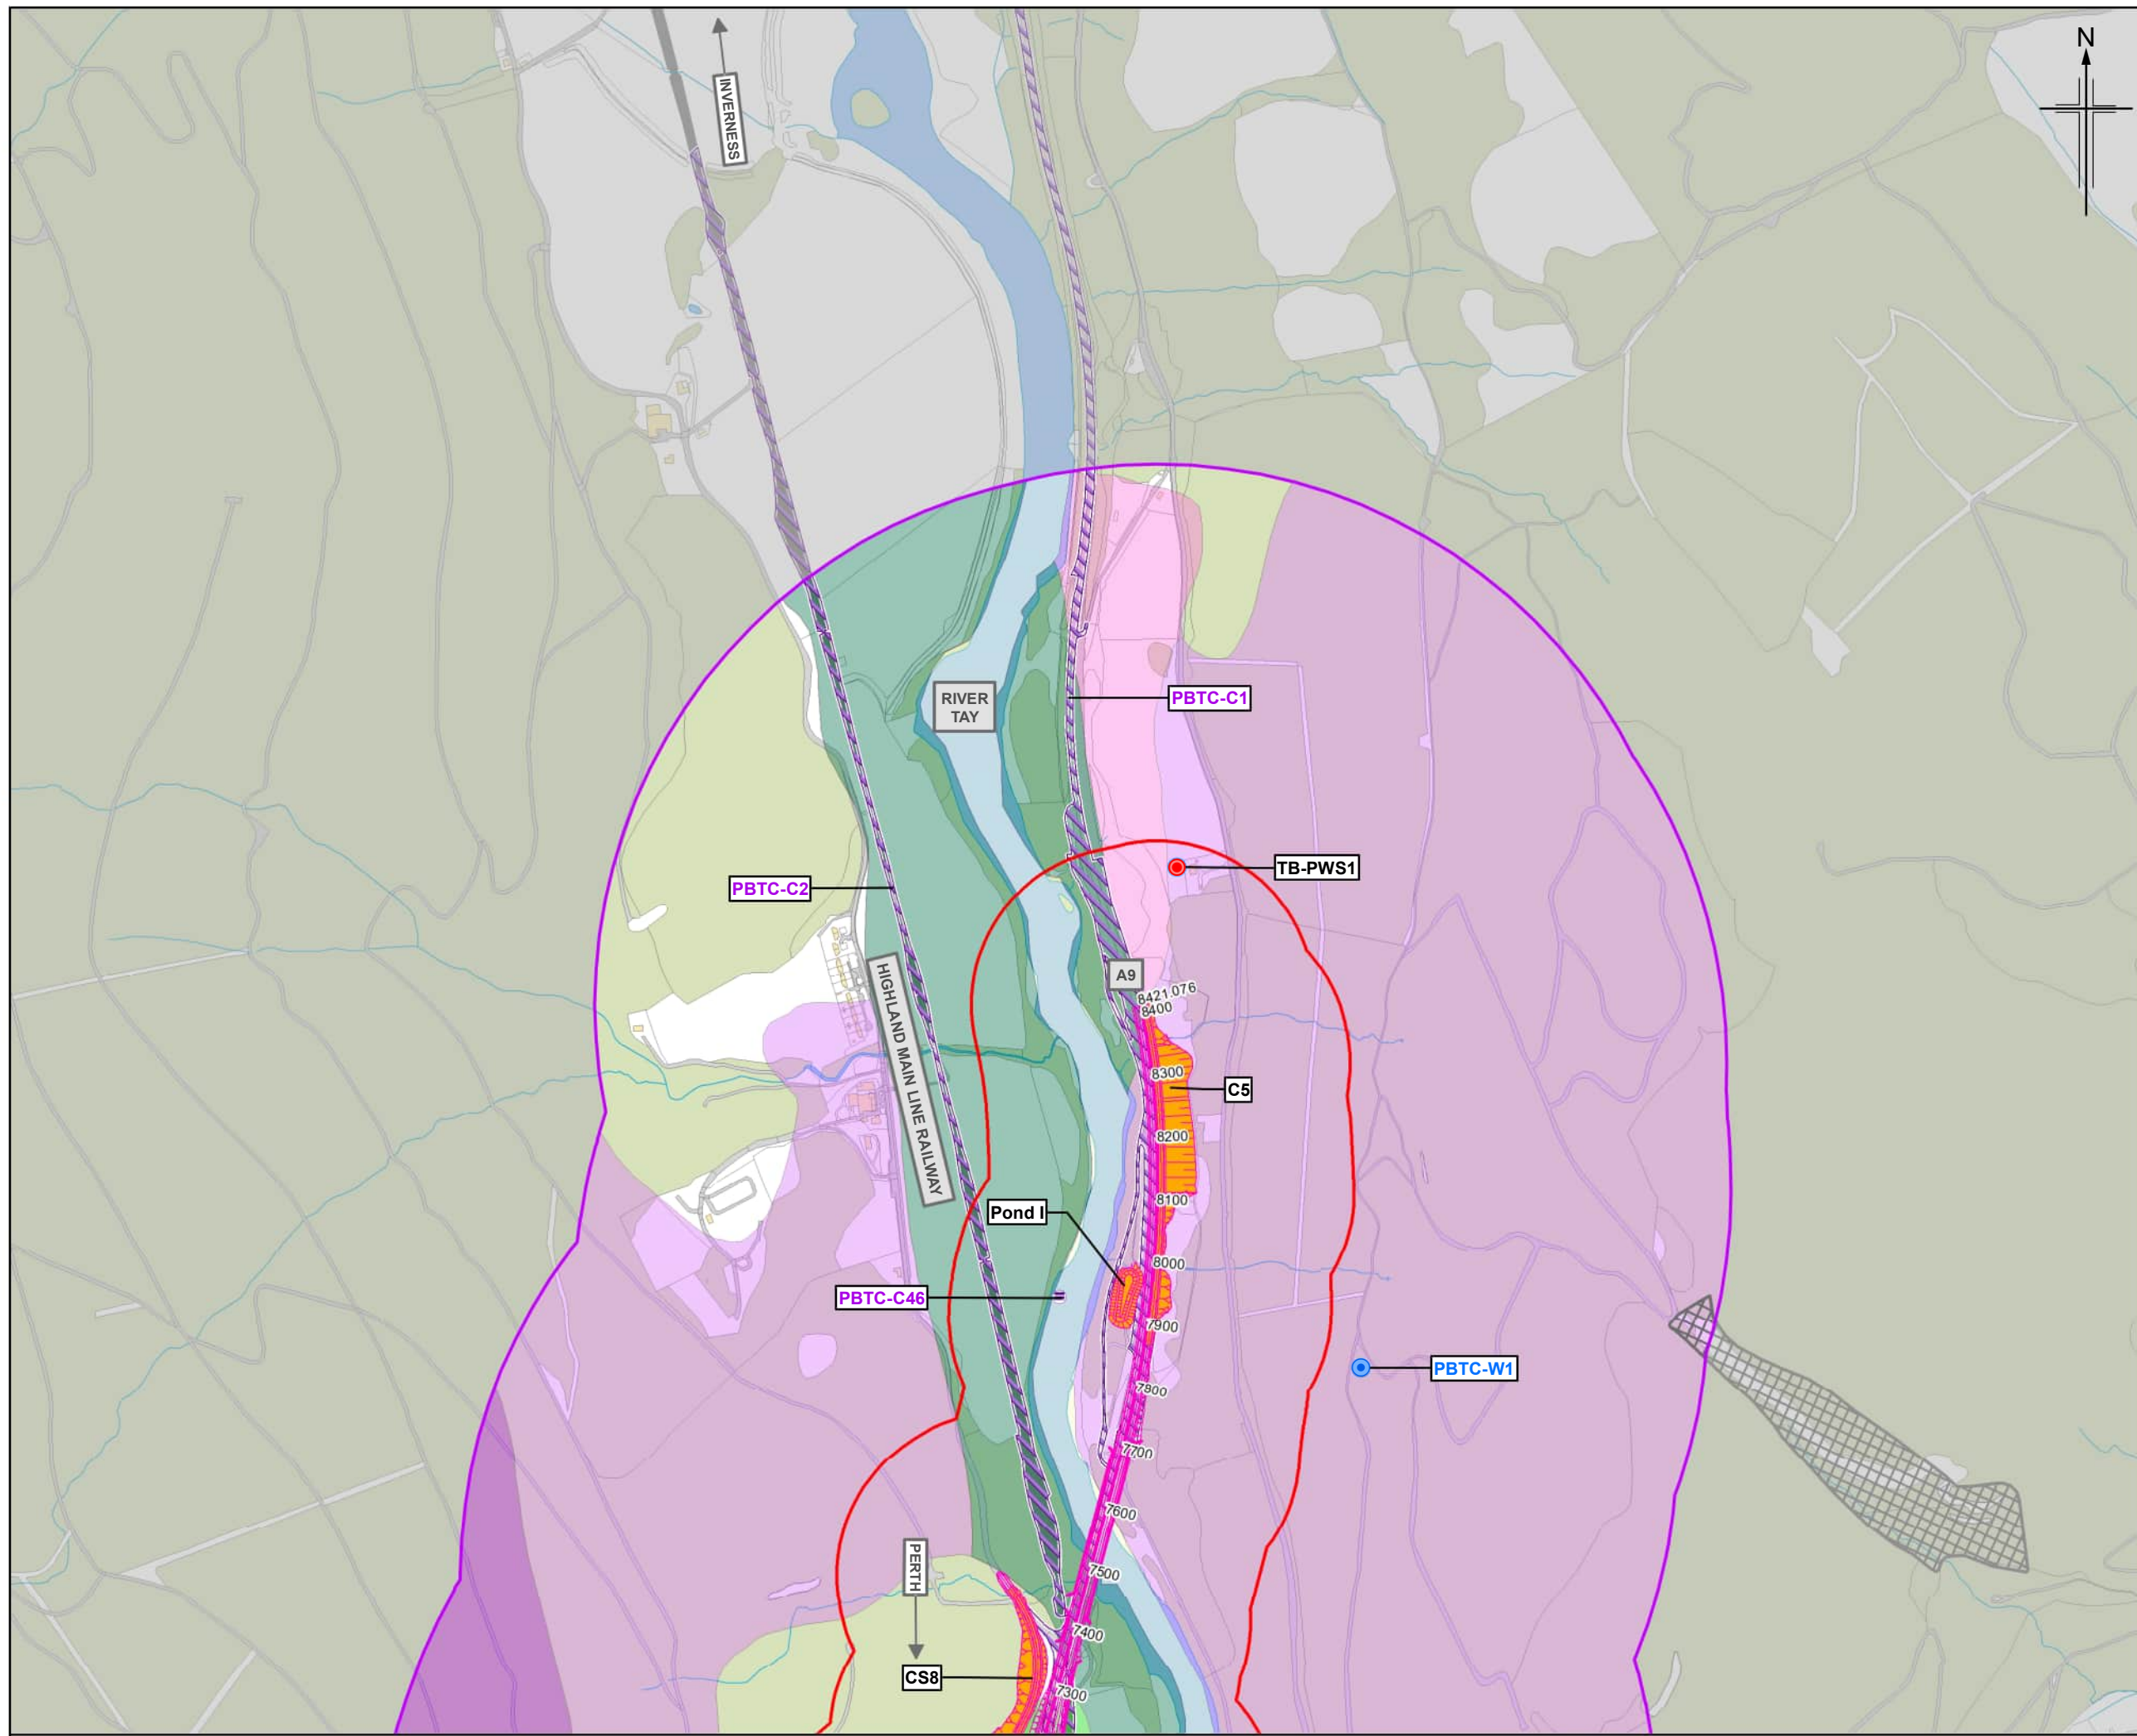 N
INVERNESS
RIVER
TAY
PBTC-C1
TB-PWS1
PBTC-C2
A9
8421.076
8400
HIGHLAND MAIN LINE RAILWAY
8300
C5
8200
8100
Pond I
8000
PBTC-C46
7900
PBTC-W1
7800
7700
7600
PERTH
7500
7400
CS8
7300